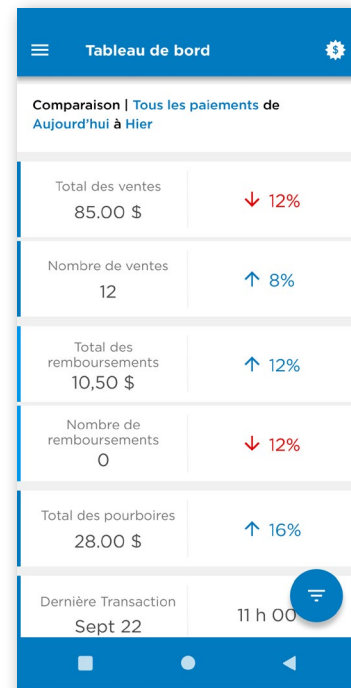 Tableau de bord
$
Comparaison | Tous les paiements de
Aujourd'hui à Hier
Total des ventes
85.00 $
12%
Nombre de ventes
12
8%
Total des
remboursements
10,50 $
12%
Nombre de
remboursements
0
12%
Total des pourboires
28.00 $
16%
Dernière Transaction
Sept 22
11 h 00